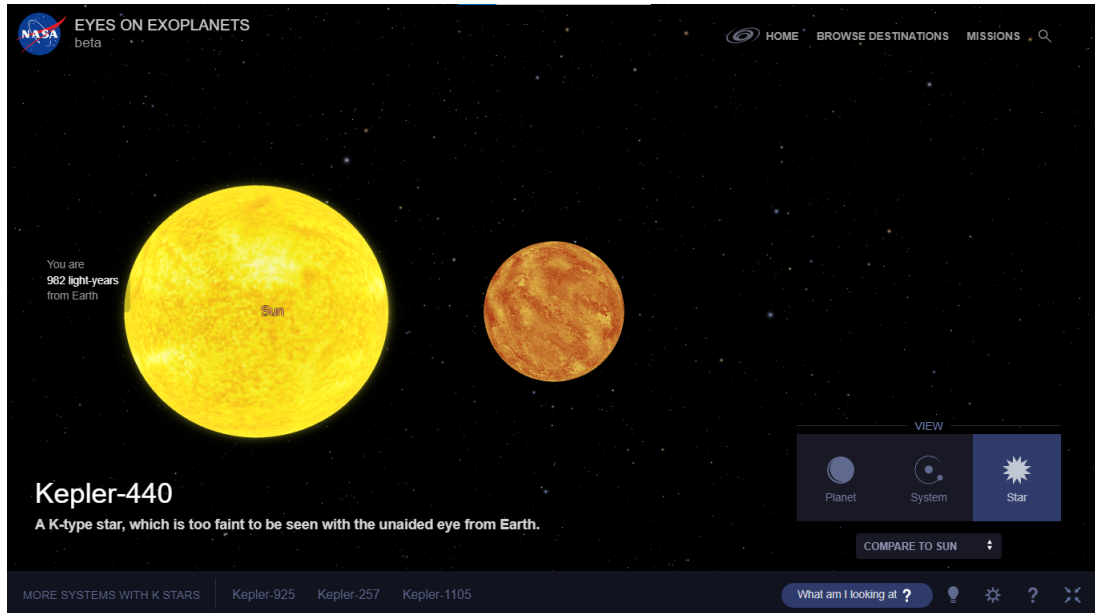 NASA
EYES ON EXOPLANETS
beta
HOME BROWSE DESTINATIONS MISSIONS
You are
982 light-years
from Earth
Sun
VIEW
Planet System Star
Kepler-440
A K-type star, which is too faint to be seen with the unaided eye from Earth.
COMPARE TO SUN
MORE SYSTEMS WITH K STARS Kepler-925 Kepler-257 Kepler-1105
What am I looking at ? ?